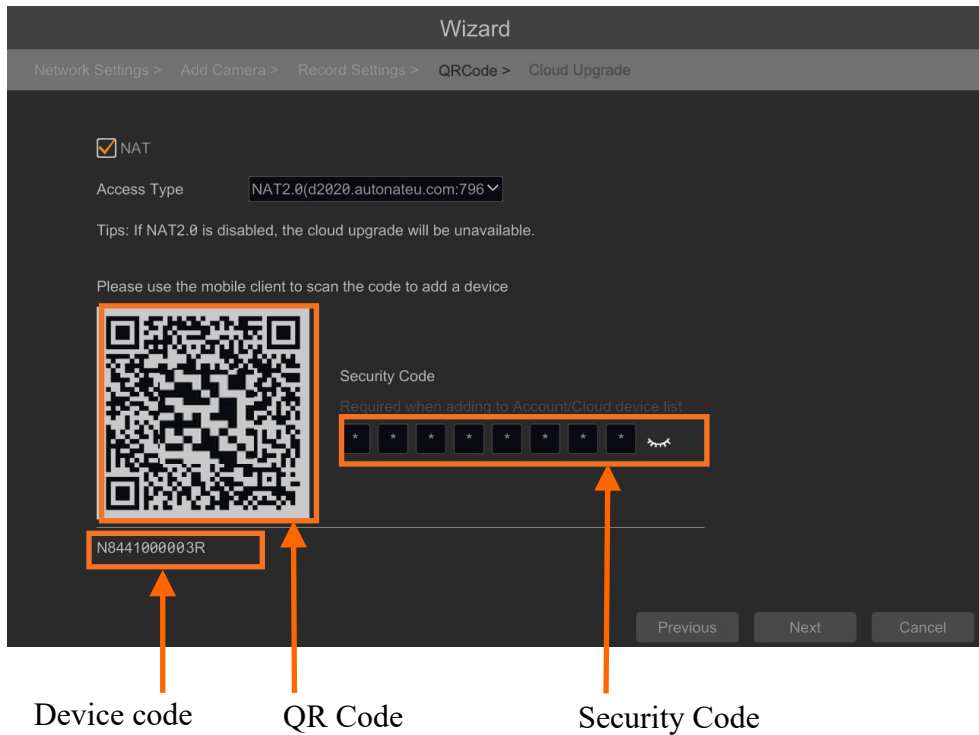 Wizard
Network Settings > Add Camera > Record Settings > QRCode > Cloud Upgrade
NAT
Access Type NAT2.0(d2020.autonateu.com:796
Tips: If NAT2.0 is disabled, the cloud upgrade will be unavailable.
Please use the mobile client to scan the code to add a device
Security Code
Required when adding to Account/Cloud device list
* * * * * * * *
N8441000003R
Previous Next Cancel
Device code QR Code Security Code